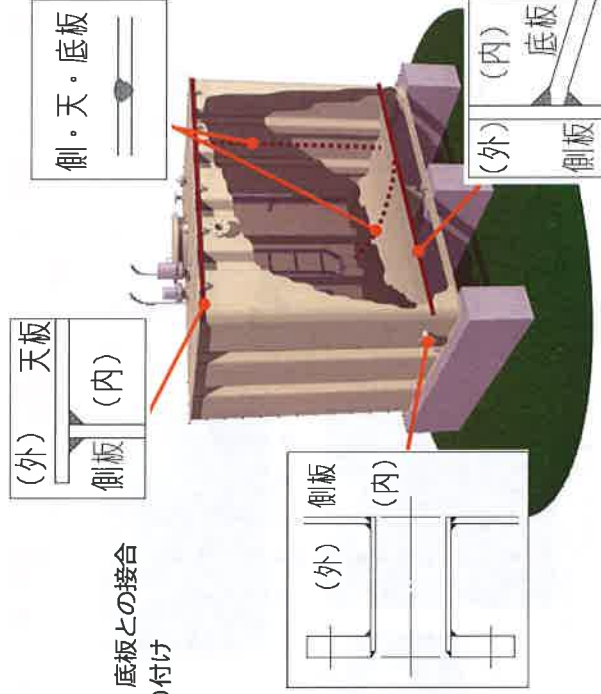 側・天・底板
(外) 天板
側板 (内)
底板との接合
付け
(外) 側板
(内)
(外) (内)
側板 底板